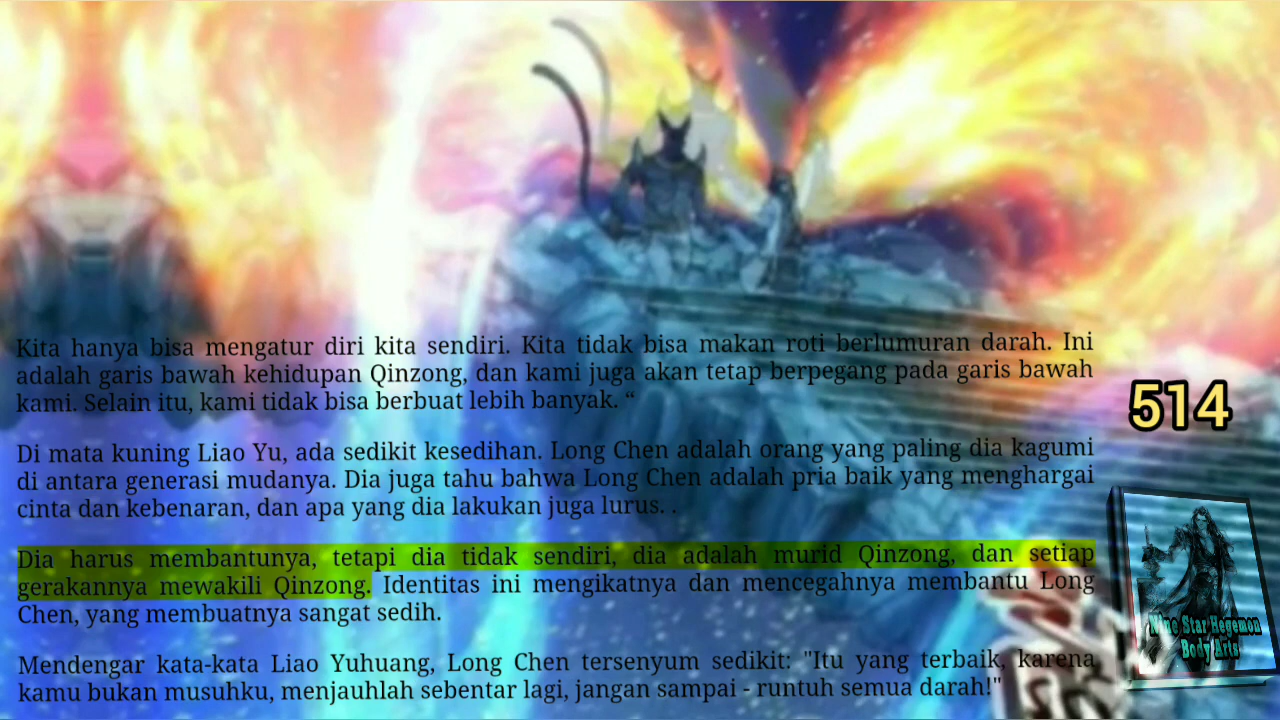 Kita hanya bisa mengatur diri kita sendiri. Kita tidak bisa makan roti berlumuran darah. Ini
adalah garis bawah kehidupan Qinzong, dan kami juga akan tetap berpegang pada garis bawah
kami. Selain itu, kami tidak bisa berbuat lebih banyak. “
Di mata kuning Liao Yu, ada sedikit kesedihan. Long Chen adalah orang yang paling dia kagumi
di antara generasi mudanya. Dia juga tahu bahwa Long Chen adalah pria baik yang menghargai
cinta dan kebenaran, dan apa yang dia lakukan juga lurus. .
Dia harus membantunya, tetapi dia tidak sendiri, dia adalah murid Qinzong, dan setiap
gerakannya mewakili Qinzong. Identitas ini mengikatnya dan mencegahnya membantu Long
Chen, yang membuatnya sangat sedih.
Mendengar kata-kata Liao Yuhuang, Long Chen tersenyum sedikit: "Itu yang terbaik, karena
kamu bukan musuhku, menjauhlah sebentar lagi, jangan sampai - runtuh semua darah!"
514
Nine Star Hegemon
Body Arts